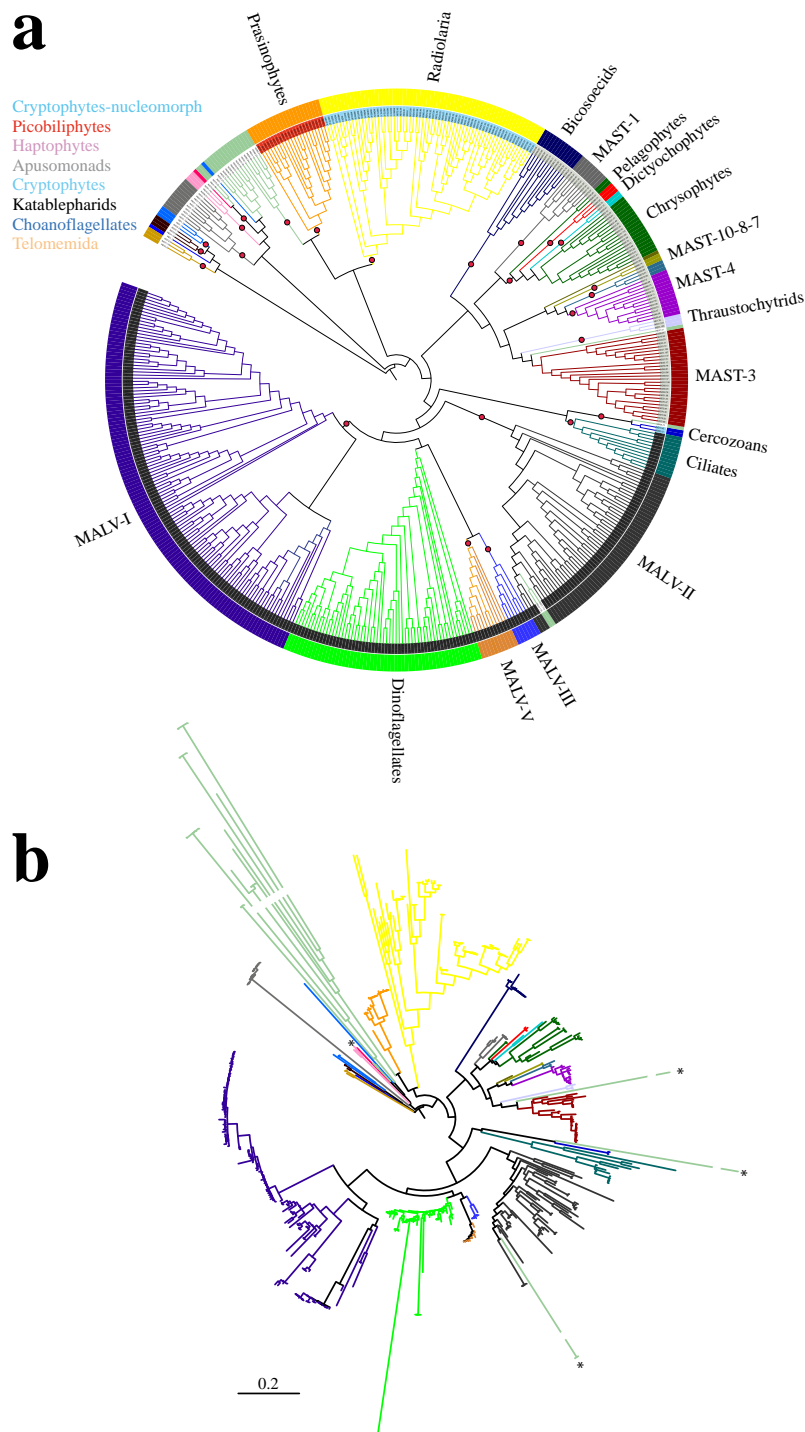 a
Prasinophytes
Radiolaria
Bicosoecids
MAST-1
Pelagophytes
Dictyochophytes
Chrysophytes
MAST-10-8-7
MAST-4
Thraustochytrids
MAST-3
Cercozoans
Ciliates
MALV-II
MALV-III
MALV-V
Dinoflagellates
MALV-I
Cryptophytes-nucleomorph
Picobiliphytes
Haptophytes
Apusomonads
Cryptophytes
Katablepharids
Choanoflagellates
Telomemida
b
*
*
*
*
0.2